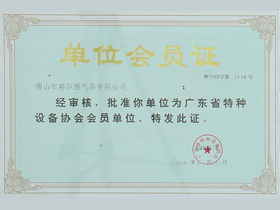 单位会员证
佛山市赛尔德气具有限公司
经审核,批准你单位为广东省特种
设备协会会员单位,特发此证。